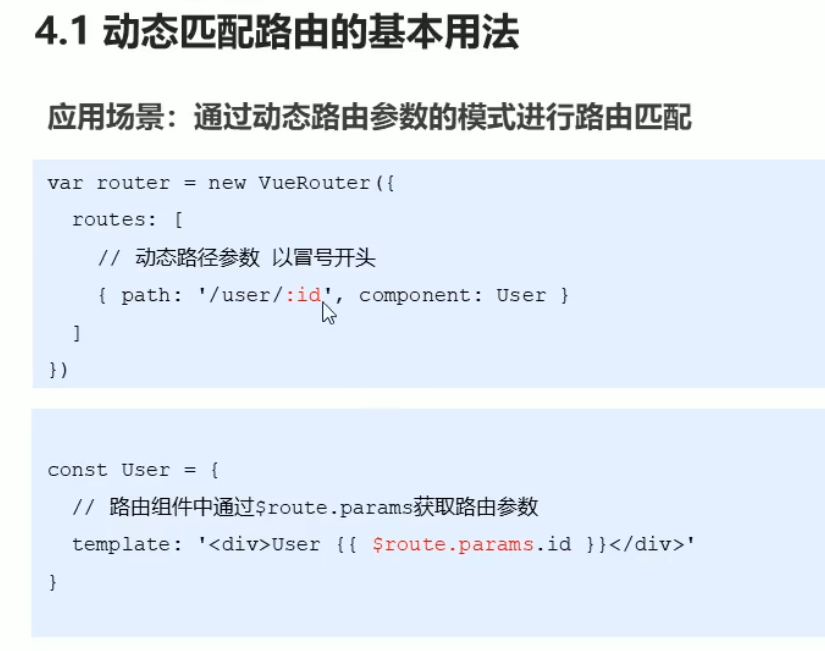 4.1 动态匹配路由的基本用法
应用场景：通过动态路由参数的模式进行路由匹配
var router = new VueRouter({
  routes: [
    // 动态路径参数 以冒号开头
    { path: '/user/:id', component: User }
  ]
})
const User = {
  // 路由组件中通过$route.params获取路由参数
  template: '<div>User {{ $route.params.id }}</div>'
}